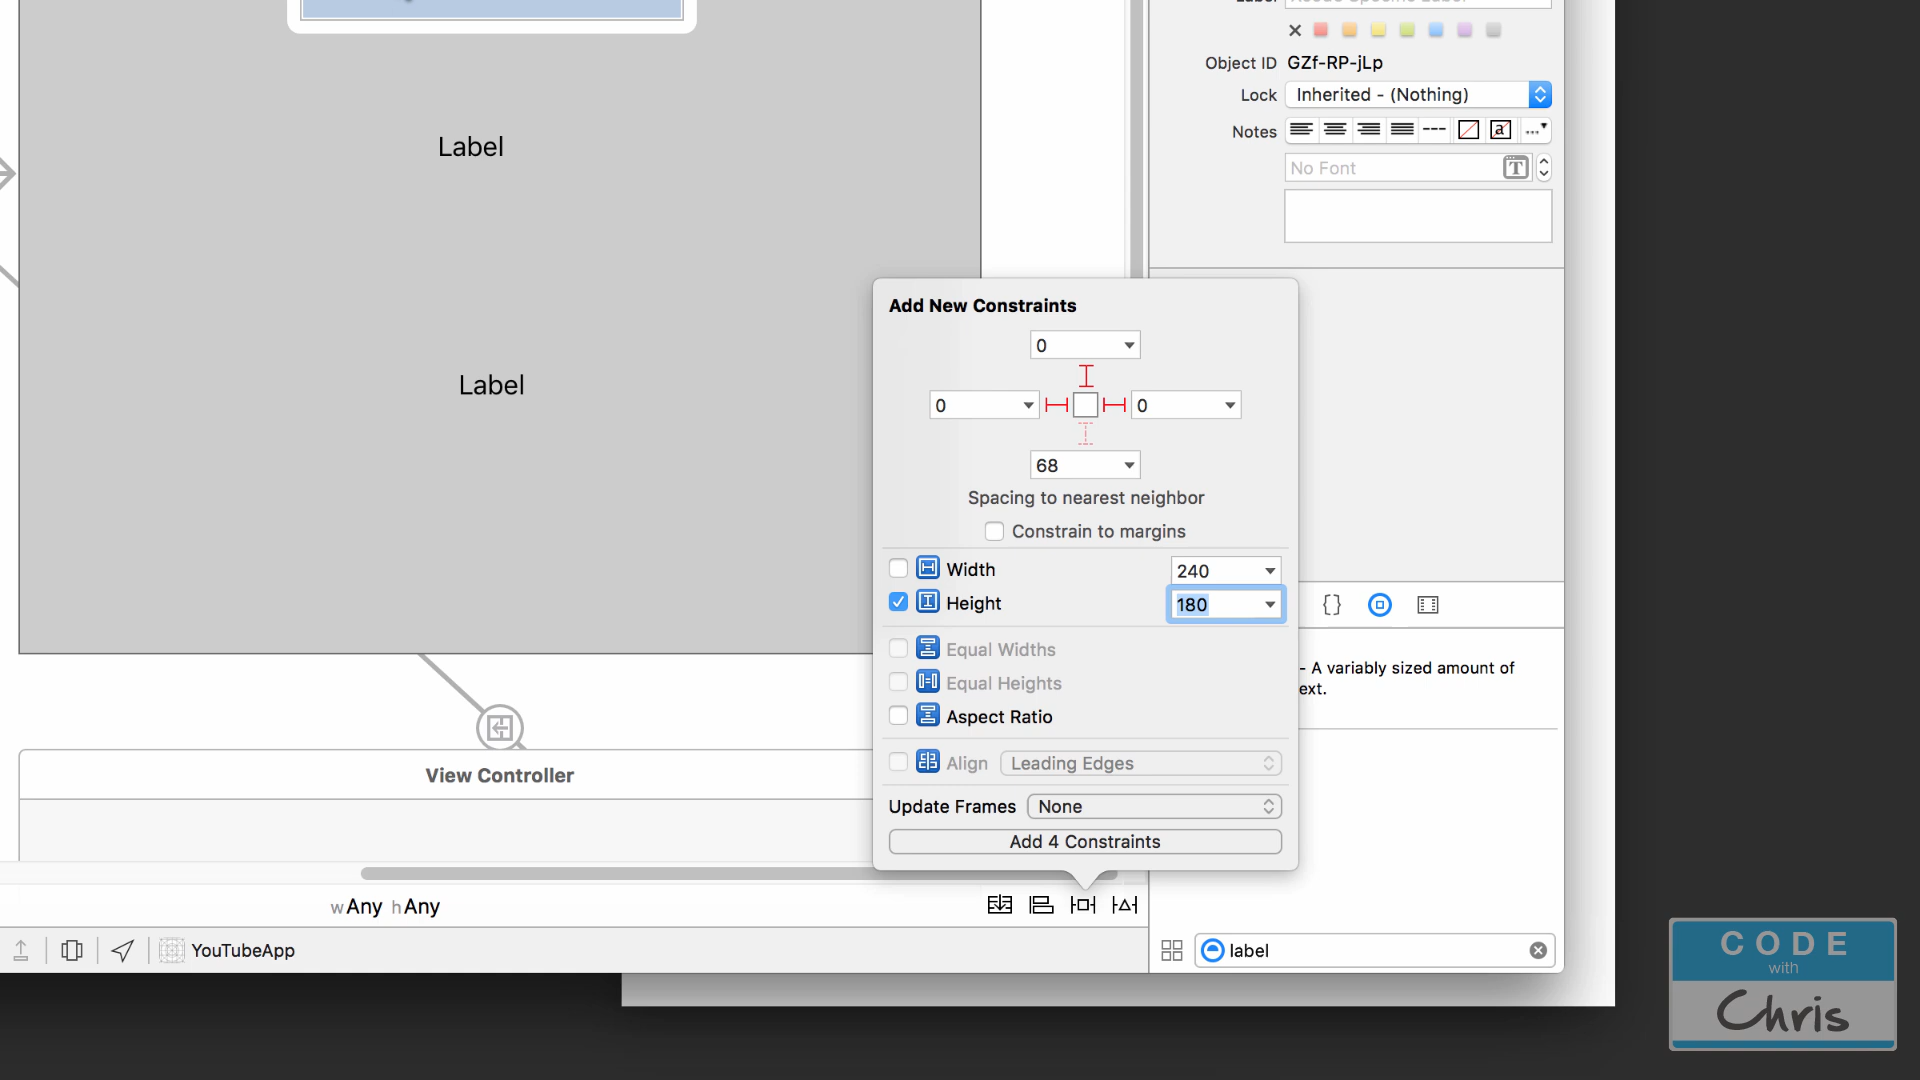 Label
Object ID GZf-RP-jLp
Lock Inherited - (Nothing)
Notes
No Font
Label
Label
Add New Constraints
0
0
0
68
Spacing to nearest neighbor
Constrain to margins
Width 240
Height 180
Equal Widths
Equal Heights
Aspect Ratio
Align Leading Edges
Update Frames None
Add 4 Constraints
- A variably sized amount of
ext.
View Controller
wAny hAny
YouTubeApp
label
CODE
with
Chris